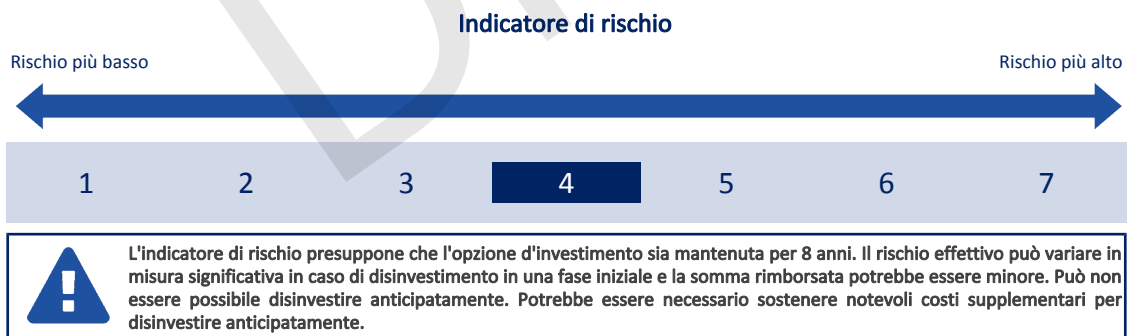 Indicatore di rischio
Rischio più basso
Rischio più alto
1 2 3 4 5 6 7
L'indicatore di rischio presuppone che l'opzione d'investimento sia mantenuta per 8 anni. Il rischio effettivo può variare in
misura significativa in caso di disinvestimento in una fase iniziale e la somma rimborsata potrebbe essere minore. Può non
essere possibile disinvestire anticipatamente. Potrebbe essere necessario sostenere notevoli costi supplementari per
disinvestire anticipatamente.